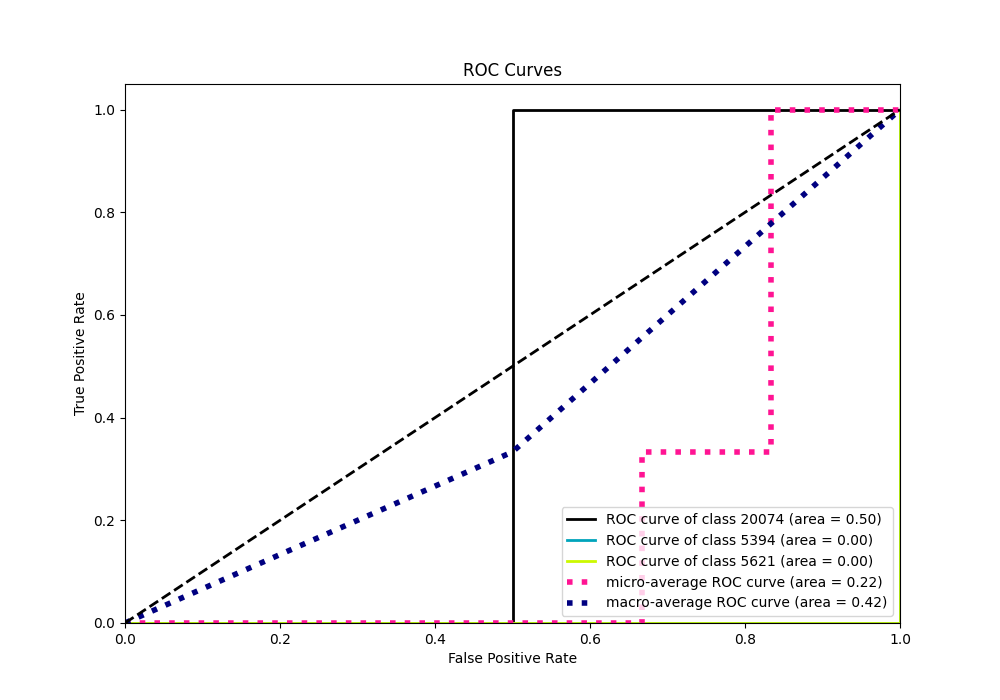 ROC Curves
True Positive Rate
1.0
0.8
0.6
0.4
0.2
0.0
ROC curve of class 20074 (area = 0.50)
ROC curve of class 5394 (area = 0.00)
ROC curve of class 5621 (area = 0.00)
micro-average ROC curve (area = 0.22)
macro-average ROC curve (area = 0.42)
0.0 0.2 0.4 0.6 0.8 1.0
False Positive Rate